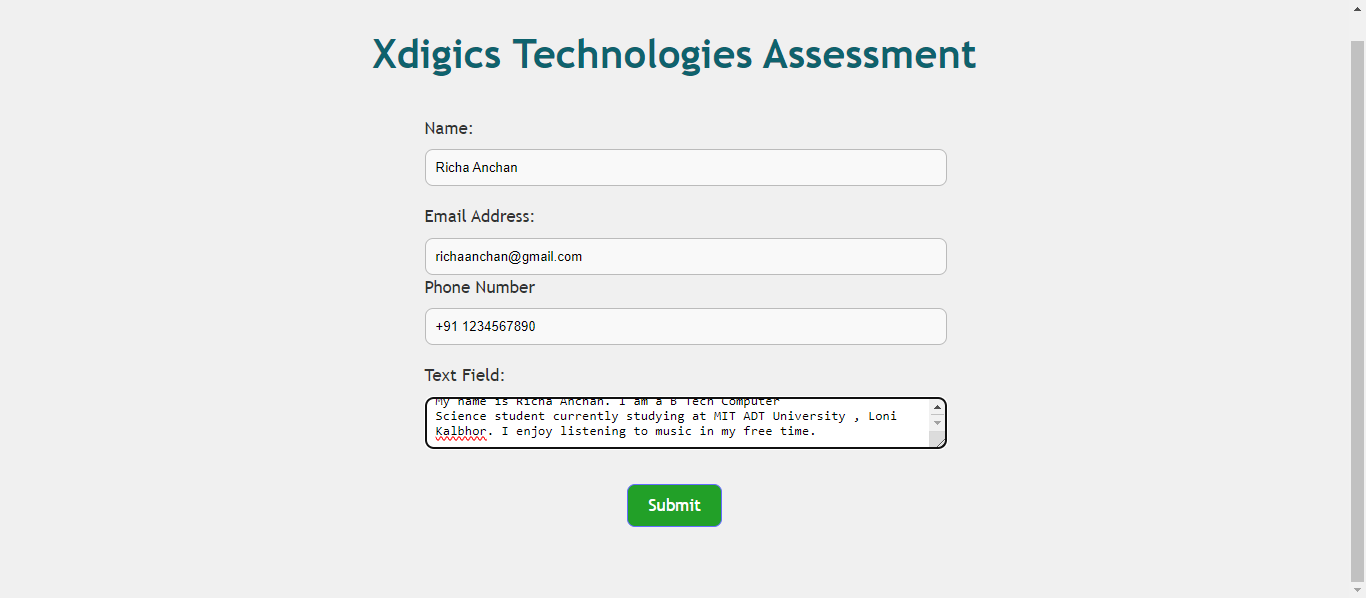 Xdigics Technologies Assessment
Name:
Richa Anchan
Email Address:
richaanchan@gmail.com
Phone Number
+91 1234567890
Text Field:
My name is Richa Anchan. I am a B Tech Computer
Science student currently studying at MIT ADT University , Loni
Kalbhor. I enjoy listening to music in my free time.
Submit